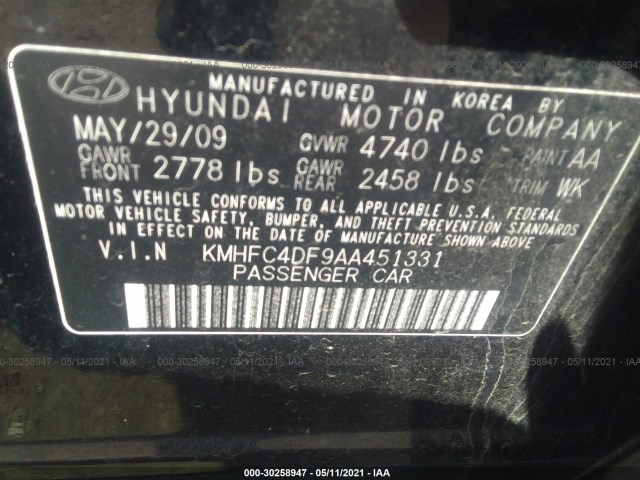 MANUFACTURED IN KOREA BY
HYUNDAI MOTOR COMPANY
MAY/29/09 GVWR 4740 lbs PAINT AA
GAWR FRONT 2778 lbs GAWR REAR 2458 lbs TRIM WK
THIS VEHICLE CONFORMS TO ALL APPLICABLE U.S.A. FEDERAL
MOTOR VEHICLE SAFETY, BUMPER, AND THEFT PREVENTION STANDARDS
IN EFFECT ON THE DATE OF MANUFACTURE SHOWN ABOVE.
V.I.N KMHFC4DF9AA451331
PASSENGER CAR
000-30258947 - 05/11/2021 - IAA